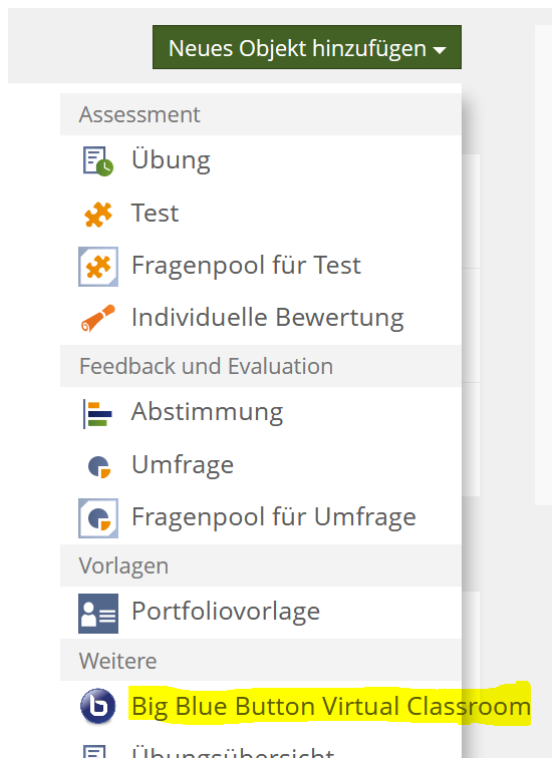 Neues Objekt hinzufügen
Assessment
Übung
Test
Fragenpool für Test
Individuelle Bewertung
Feedback und Evaluation
Abstimmung
Umfrage
Fragenpool für Umfrage
Vorlagen
Portfoliovorlage
Weitere
Big Blue Button Virtual Classroom
Übungsübersicht